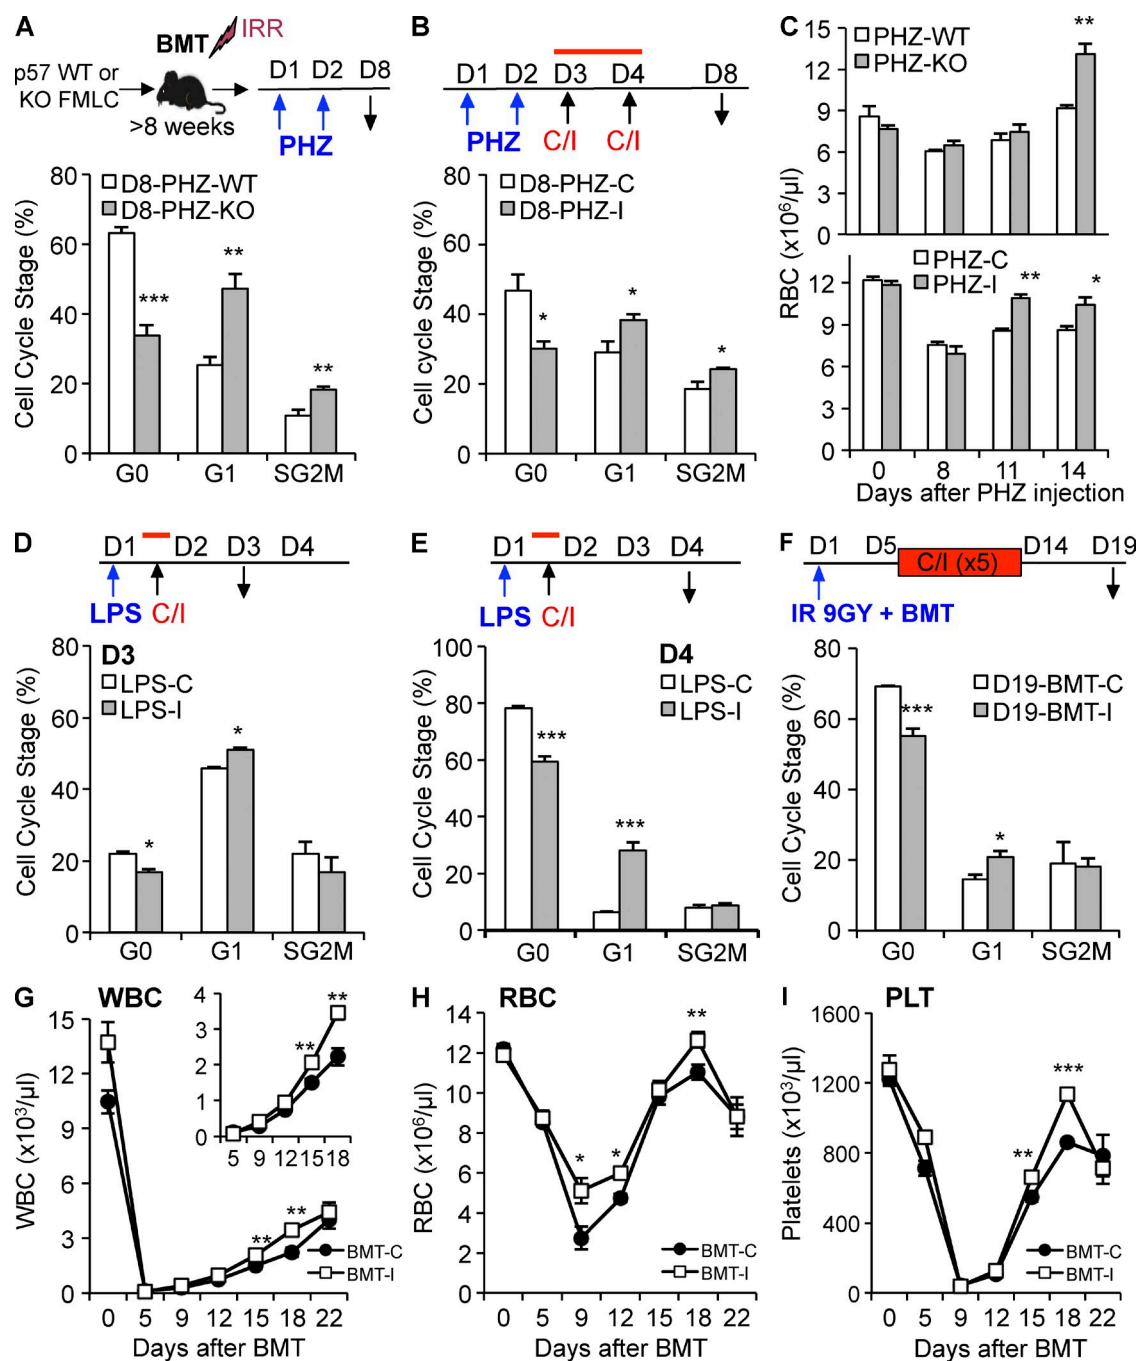 A
BMT
IRR
p57 WT or
KO FMLC
>8 weeks
D1 D2 D8
PHZ
Cell Cycle Stage (%)
80
60
40
20
0
D8-PHZ-WT
D8-PHZ-KO
***
**
**
G0 G1 SG2M
B
D1 D2 D3 D4 D8
PHZ C/I C/I
Cell cycle Stage (%)
80
60
40
20
0
D8-PHZ-C
D8-PHZ-I
*
*
*
G0 G1 SG2M
C
RBC (x10⁶/µl)
15
12
9
6
3
0
PHZ-WT
PHZ-KO
**
12
9
6
3
0
PHZ-C
PHZ-I
**
*
0 8 11 14
Days after PHZ injection
D
D1 D2 D3 D4
LPS C/I
Cell Cycle Stage (%)
80
60
40
20
0
D3
LPS-C
LPS-I
*
*
G0 G1 SG2M
E
D1 D2 D3 D4
LPS C/I
Cell Cycle Stage (%)
100
80
60
40
20
0
D4
LPS-C
LPS-I
***
***
G0 G1 SG2M
F
D1 D5 C/I (x5) D14 D19
IR 9GY + BMT
Cell Cycle Stage (%)
80
60
40
20
0
D19-BMT-C
D19-BMT-I
***
*
G0 G1 SG2M
G WBC
WBC (x10³/µl)
15
12
9
6
3
0
4
3
2
1
0
**
**
5 9 12 15 18
**
**
BMT-C
BMT-I
0 5 9 12 15 18 22
Days after BMT
H RBC
RBC (x10⁶/µl)
14
12
10
8
6
4
2
0
*
*
**
BMT-C
BMT-I
0 5 9 12 15 18 22
Days after BMT
I PLT
Platelets (x10³/µl)
1600
1200
800
400
0
**
***
BMT-C
BMT-I
0 5 9 12 15 18 22
Days after BMT